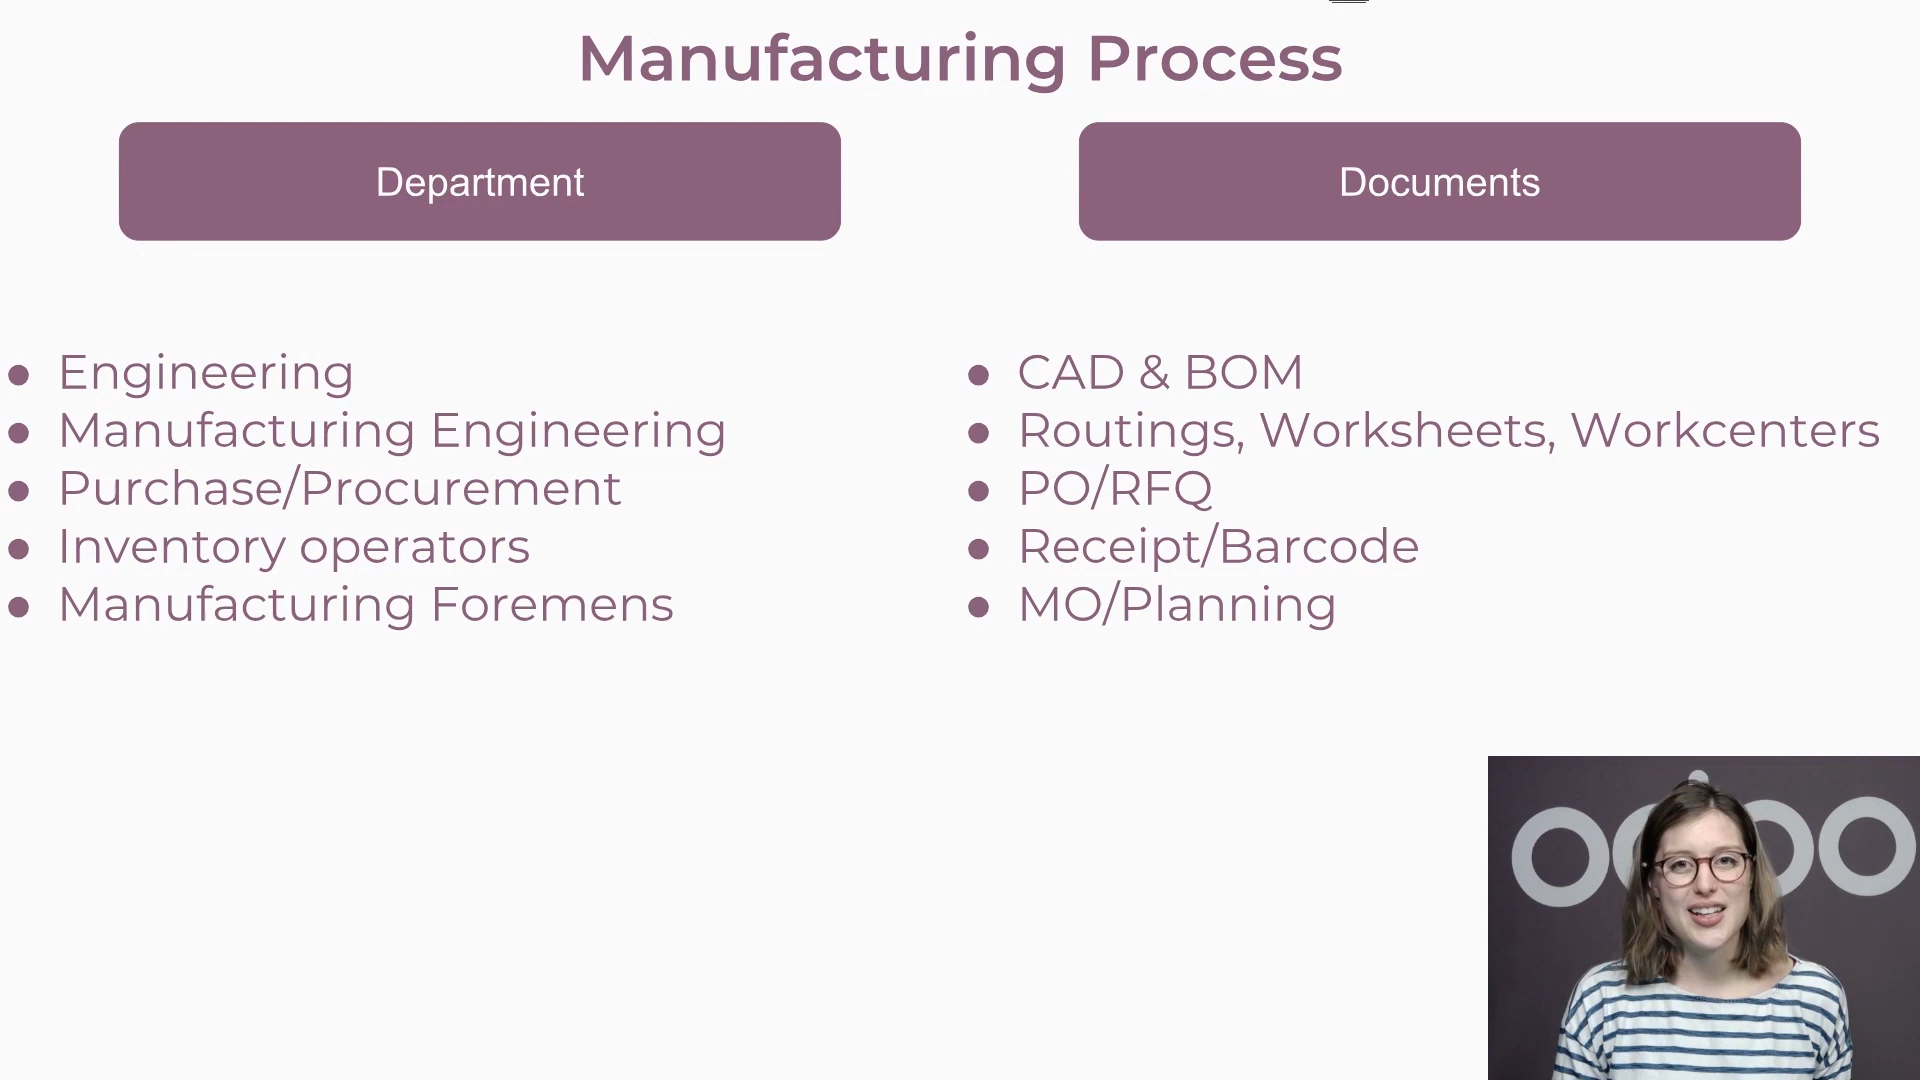 Manufacturing Process
Department
Documents
Engineering
Manufacturing Engineering
Purchase/Procurement
Inventory operators
Manufacturing Foremens
CAD & BOM
Routings, Worksheets, Workcenters
PO/RFQ
Receipt/Barcode
MO/Planning